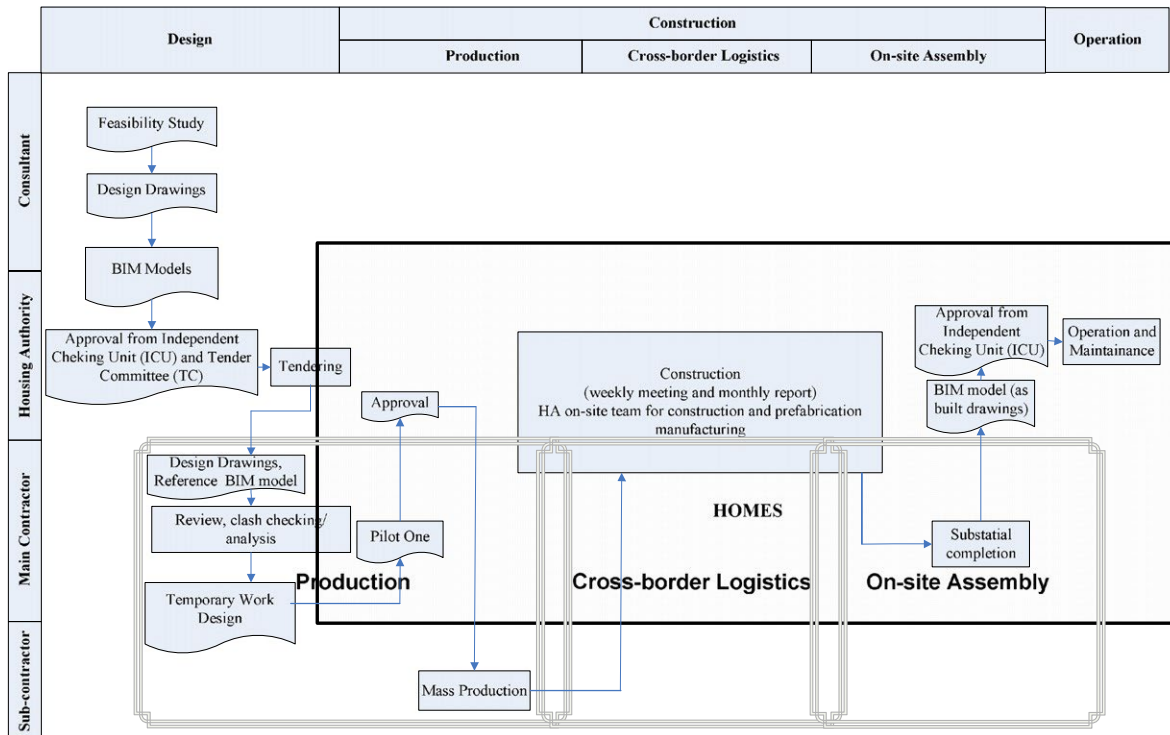 Design
Construction
Operation
Production
Cross-border Logistics
On-site Assembly
Consultant
Housing Authority
Main Contractor
Sub-contractor
Feasibility Study
Design Drawings
BIM Models
Approval from Independent
Cheking Unit (ICU) and Tender
Committee (TC)
Tendering
Design Drawings,
Reference BIM model
Review, clash checking/
analysis
Temporary Work
Design
Pilot One
Approval
Mass Production
Construction
(weekly meeting and monthly report)
HA on-site team for construction and prefabrication
manufacturing
HOMES
Production
Cross-border Logistics
On-site Assembly
Substatial
completion
BIM model (as
built drawings)
Approval from
Independent
Cheking Unit (ICU)
Operation and
Maintainance